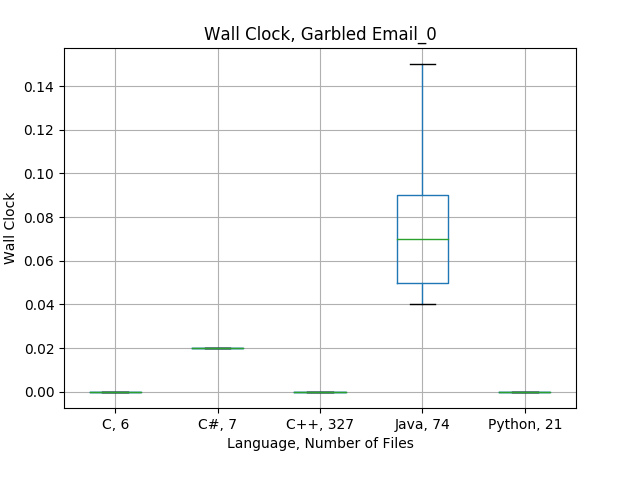 Wall Clock, Garbled Email_0
Wall Clock
0.14
0.12
0.10
0.08
0.06
0.04
0.02
0.00
C, 6 C#, 7 C++, 327 Java, 74 Python, 21
Language, Number of Files